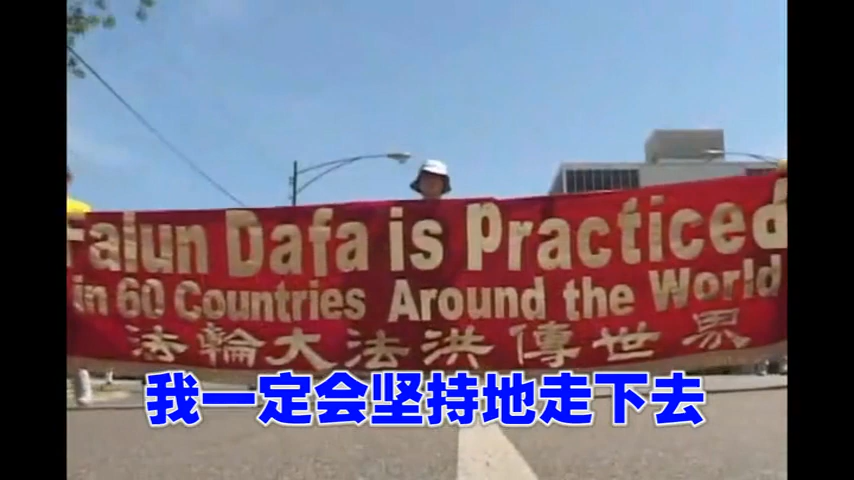 Falun Dafa is Practiced
in 60 Countries Around the World
法輪大法洪傳世界
我一定会坚持地走下去